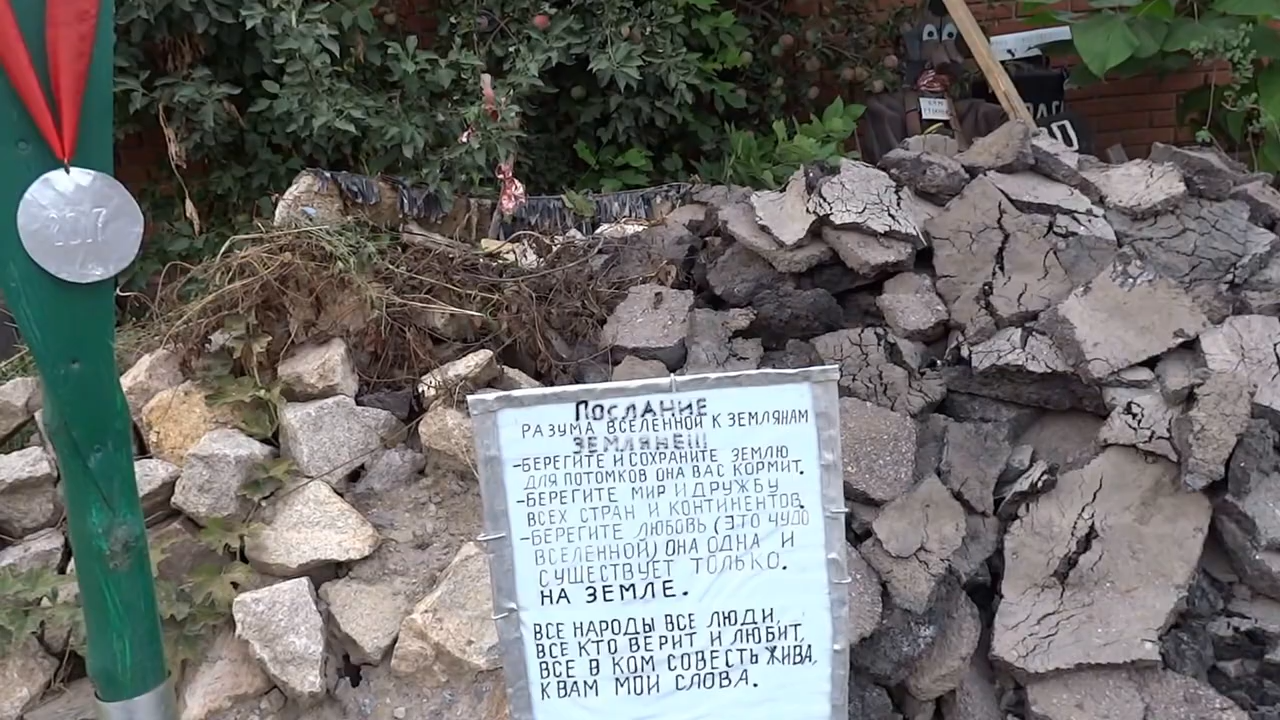 2017
ПОСЛАНИЕ
РАЗУМА ВСЕЛЕННОЙ К ЗЕМЛЯНАМ
ЗЕМЛЯНЕ!!!
-БЕРЕГИТЕ И СОХРАНИТЕ ЗЕМЛЮ
ДЛЯ ПОТОМКОВ ОНА ВАС КОРМИТ.
-БЕРЕГИТЕ МИР И ДРУЖБУ
ВСЕХ СТРАН И КОНТИНЕНТОВ
-БЕРЕГИТЕ ЛЮБОВЬ (ЭТО ЧУДО
ВСЕЛЕННОЙ) ОНА ОДНА И
СУЩЕСТВУЕТ ТОЛЬКО.
НА ЗЕМЛЕ.
ВСЕ НАРОДЫ ВСЕ ЛЮДИ,
ВСЕ КТО ВЕРИТ И ЛЮБИТ,
ВСЕ В КОМ СОВЕСТЬ ЖИВА,
К ВАМ МОИ СЛОВА.